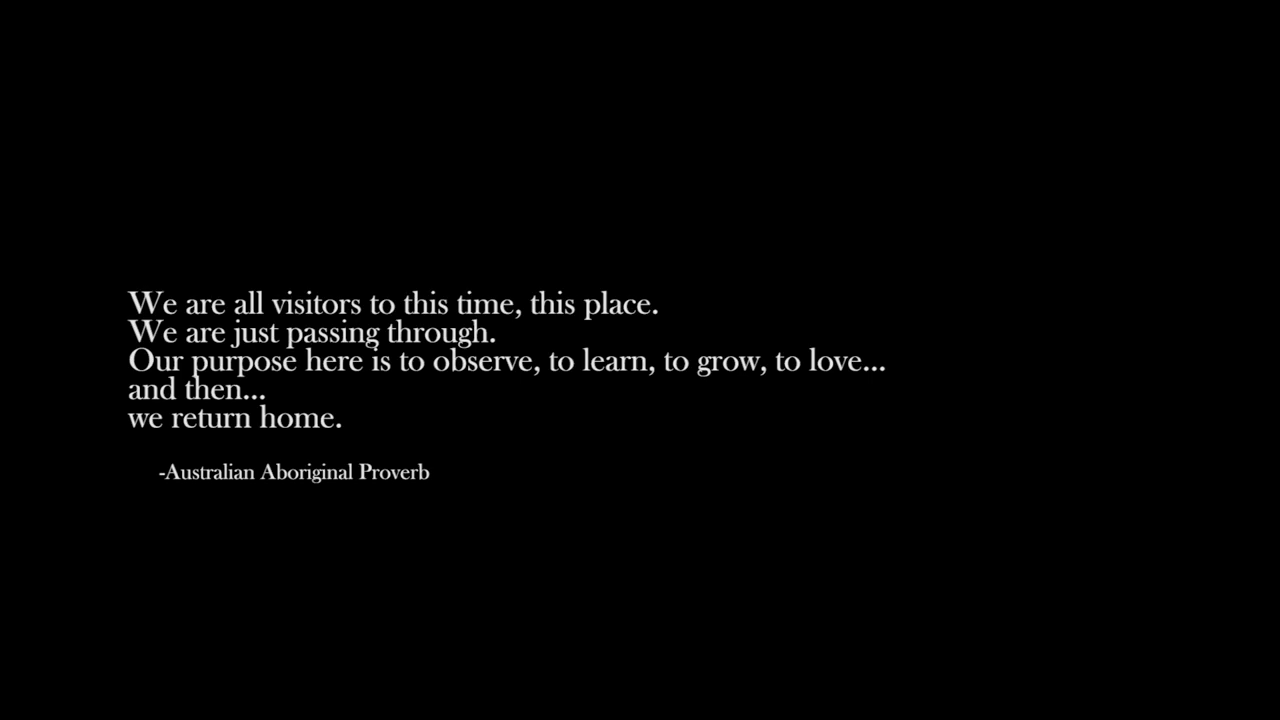 We are all visitors to this time, this place.
We are just passing through.
Our purpose here is to observe, to learn, to grow, to love...
and then...
we return home.
-Australian Aboriginal Proverb